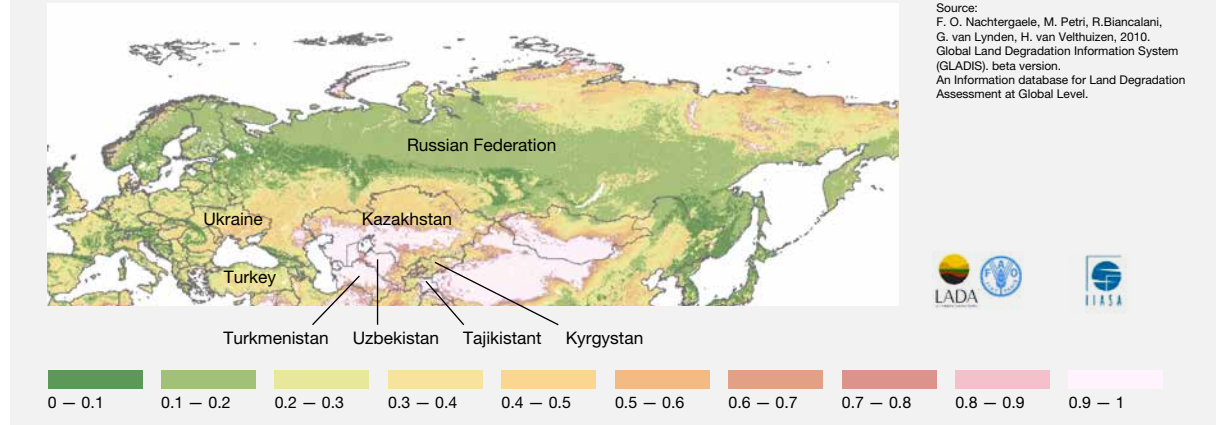 Source:
F. O. Nachtergaele, M. Petri, R.Biancalani,
G. van Lynden, H. van Velthuizen, 2010.
Global Land Degradation Information System
(GLADIS). beta version.
An Information database for Land Degradation
Assessment at Global Level.
Russian Federation
Ukraine
Kazakhstan
Turkey
Turkmenistan
Uzbekistan
Tajikistant
Kyrgystan
LADA
FAO
IIASA
0 — 0.1
0.1 — 0.2
0.2 — 0.3
0.3 — 0.4
0.4 — 0.5
0.5 — 0.6
0.6 — 0.7
0.7 — 0.8
0.8 — 0.9
0.9 — 1